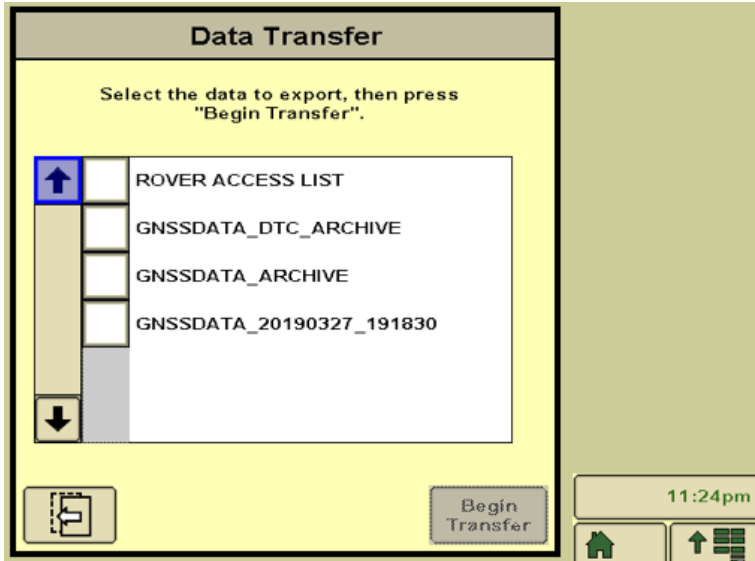 Data Transfer
Select the data to export, then press
"Begin Transfer".
ROVER ACCESS LIST
GNSSDATA_DTC_ARCHIVE
GNSSDATA_ARCHIVE
GNSSDATA_20190327_191830
Begin
Transfer
11:24pm